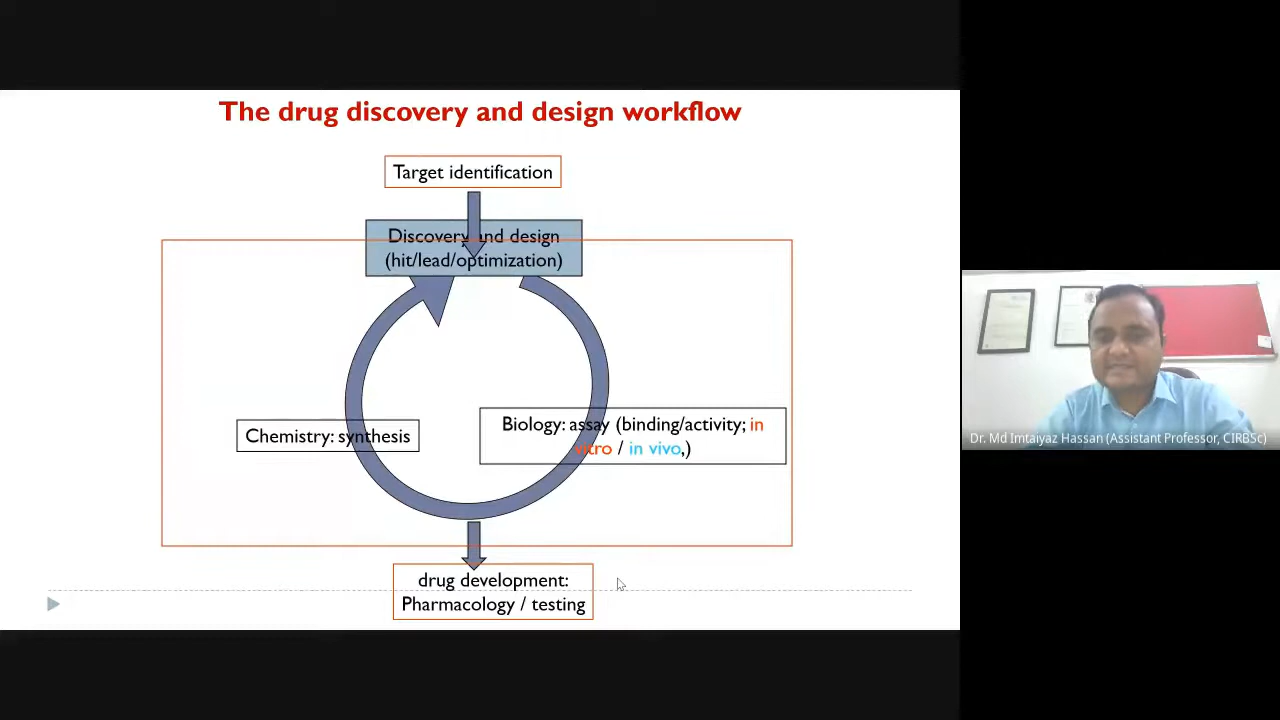 The drug discovery and design workflow
Target identification
Discovery and design
(hit/lead/optimization)
Chemistry: synthesis
Biology: assay (binding/activity; in
vitro / in vivo,)
drug development:
Pharmacology / testing
Dr. Md Imtaiyaz Hassan (Assistant Professor, CIRBSc)